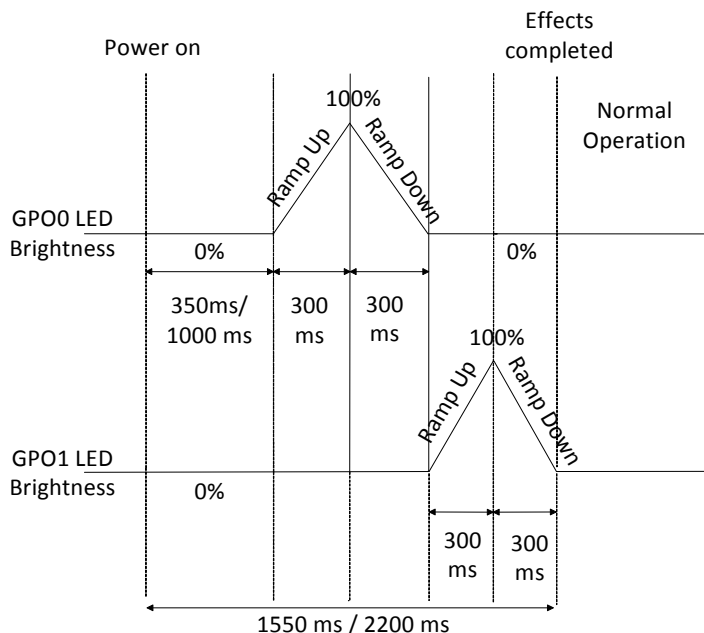 Power on
Effects
completed
Normal
Operation
100%
Ramp Up
Ramp Down
GPO0 LED
Brightness
0%
0%
350ms/
1000 ms
300
ms
300
ms
100%
Ramp Up
Ramp Down
GPO1 LED
Brightness
0%
300
ms
300
ms
1550 ms / 2200 ms